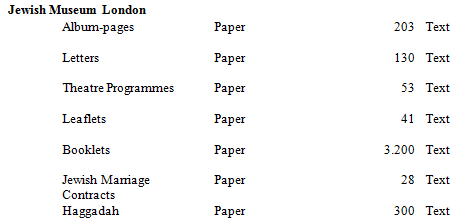 Jewish Museum London
Album-pages Paper 203 Text
Letters Paper 130 Text
Theatre Programmes Paper 53 Text
Leaflets Paper 41 Text
Booklets Paper 3.200 Text
Jewish Marriage Paper 28 Text
Contracts
Haggadah Paper 300 Text